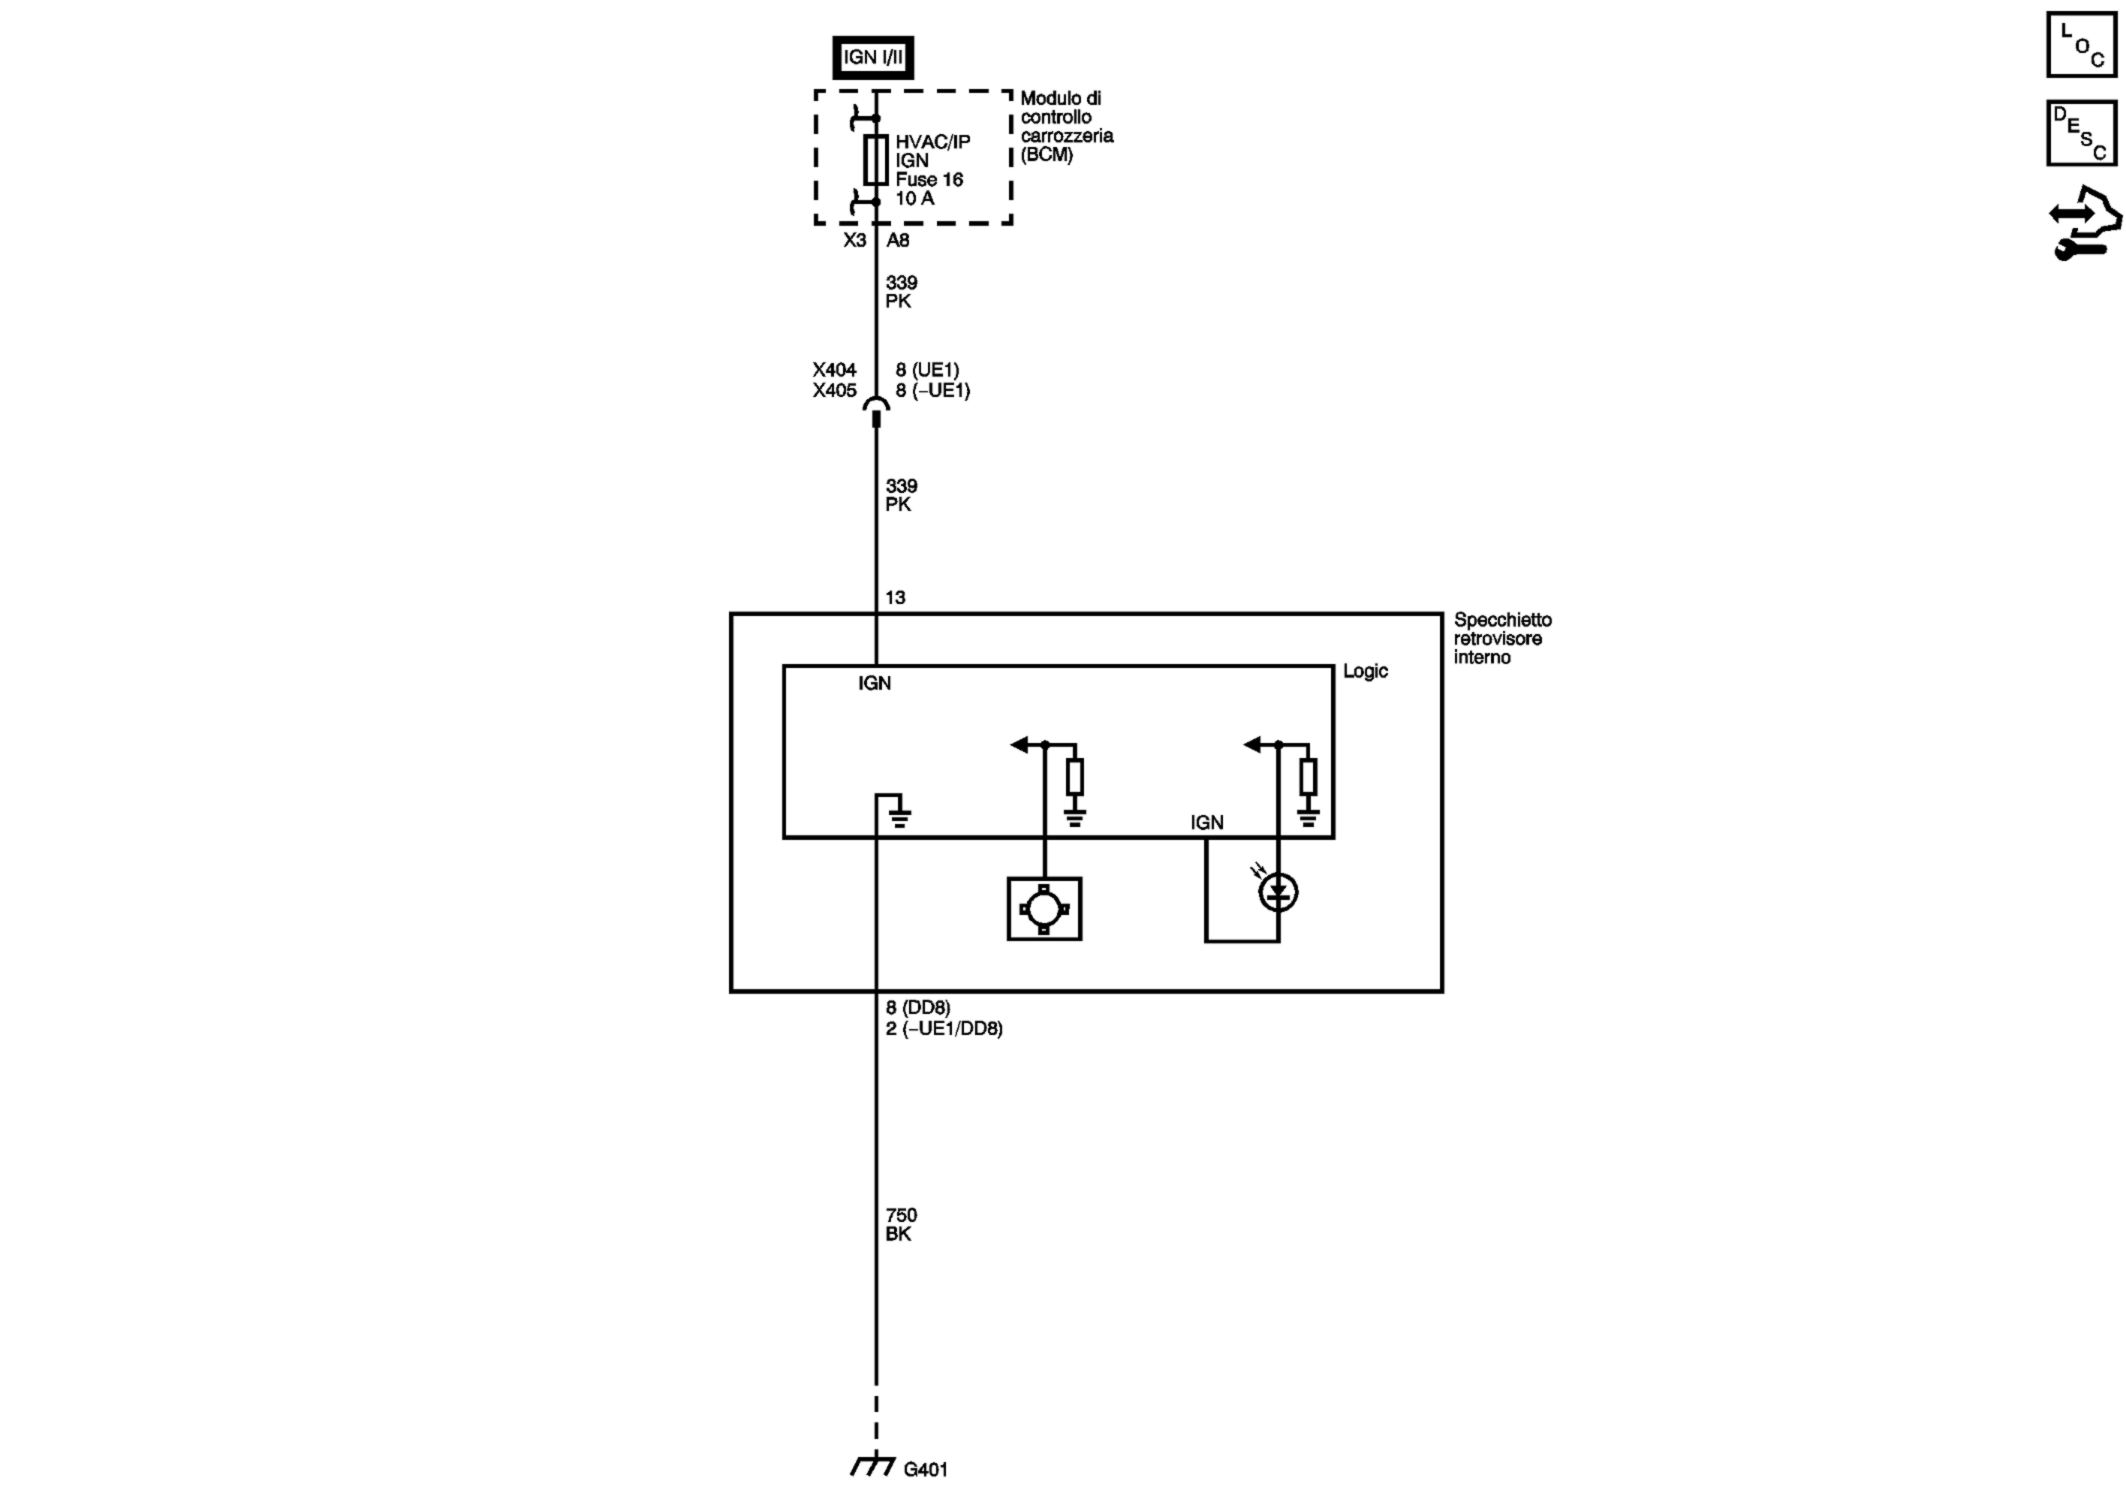 IGN I/II
Modulo di
controllo
carrozzeria
(BCM)
HVAC/IP
IGN
Fuse 16
10 A
X3 A8
339
PK
X404 8 (UE1)
X405 8 (–UE1)
339
PK
13
Specchietto
retrovisore
interno
Logic
IGN
IGN
8 (DD8)
2 (–UE1/DD8)
750
BK
G401
LOC
DESC